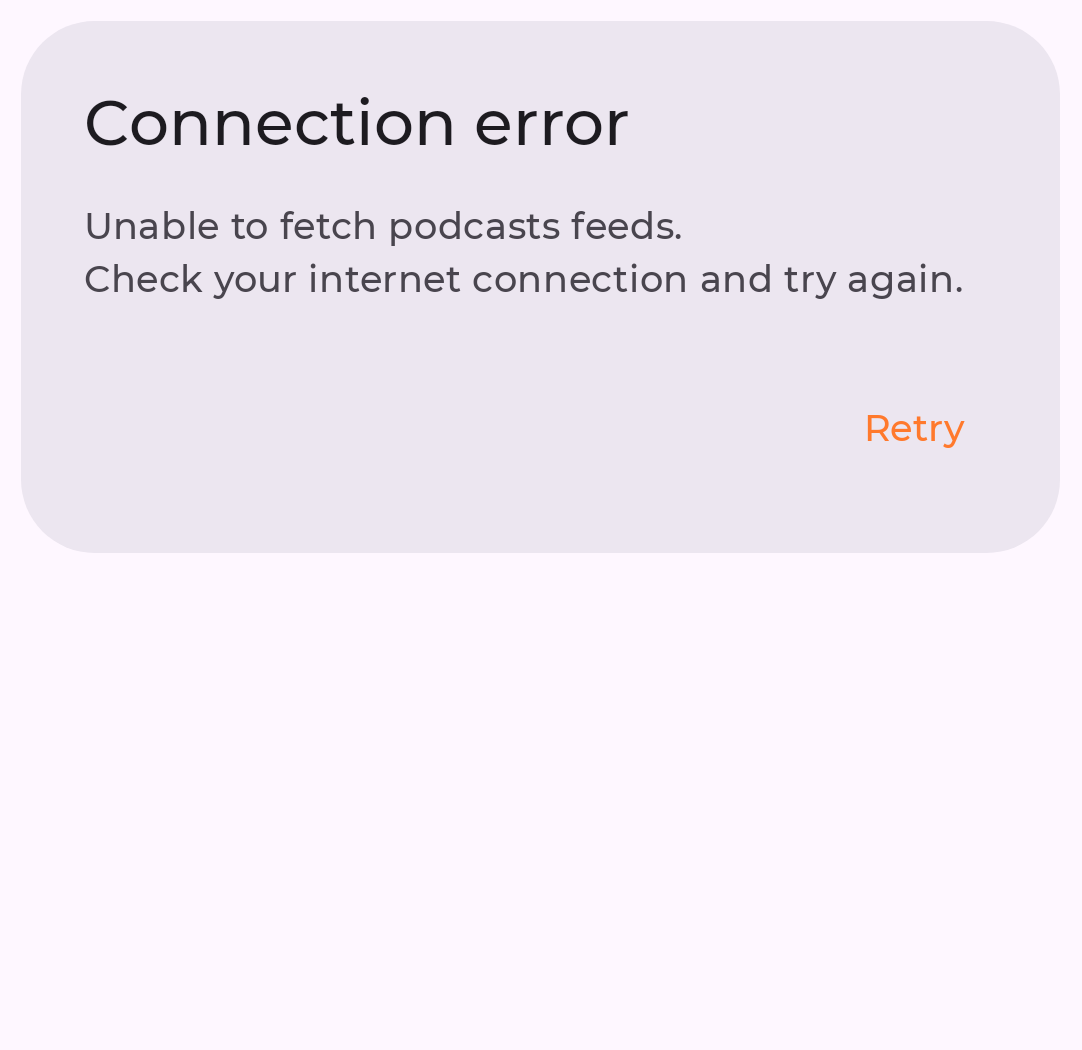 Connection error
Unable to fetch podcasts feeds.
Check your internet connection and try again.
Retry